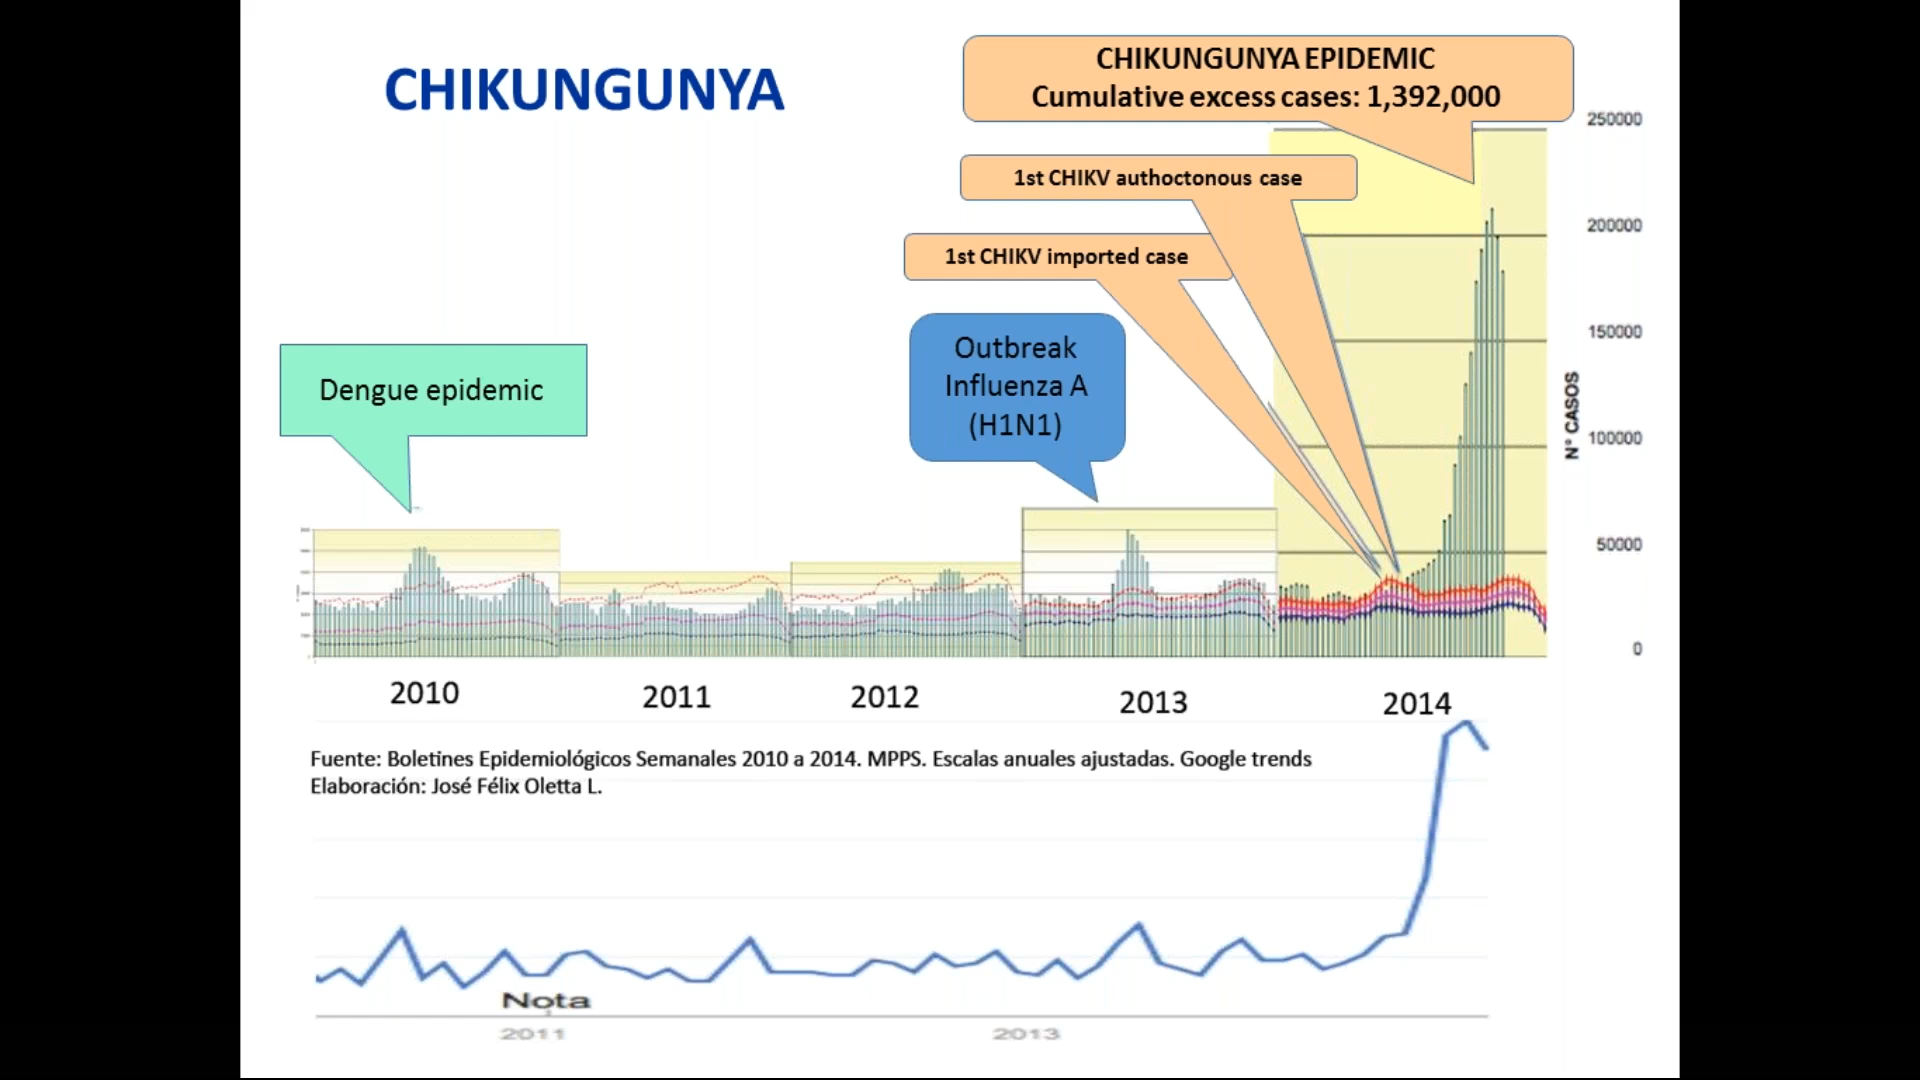 CHIKUNGUNYA
CHIKUNGUNYA EPIDEMIC
Cumulative excess cases: 1,392,000
1st CHIKV authoctonous case
1st CHIKV imported case
Outbreak
Influenza A
(H1N1)
Dengue epidemic
250000
200000
150000
100000
50000
0
N° CASOS
2010
2011
2012
2013
2014
Fuente: Boletines Epidemiológicos Semanales 2010 a 2014. MPPS. Escalas anuales ajustadas. Google trends
Elaboración: José Félix Oletta L.
Nota
2011
2013